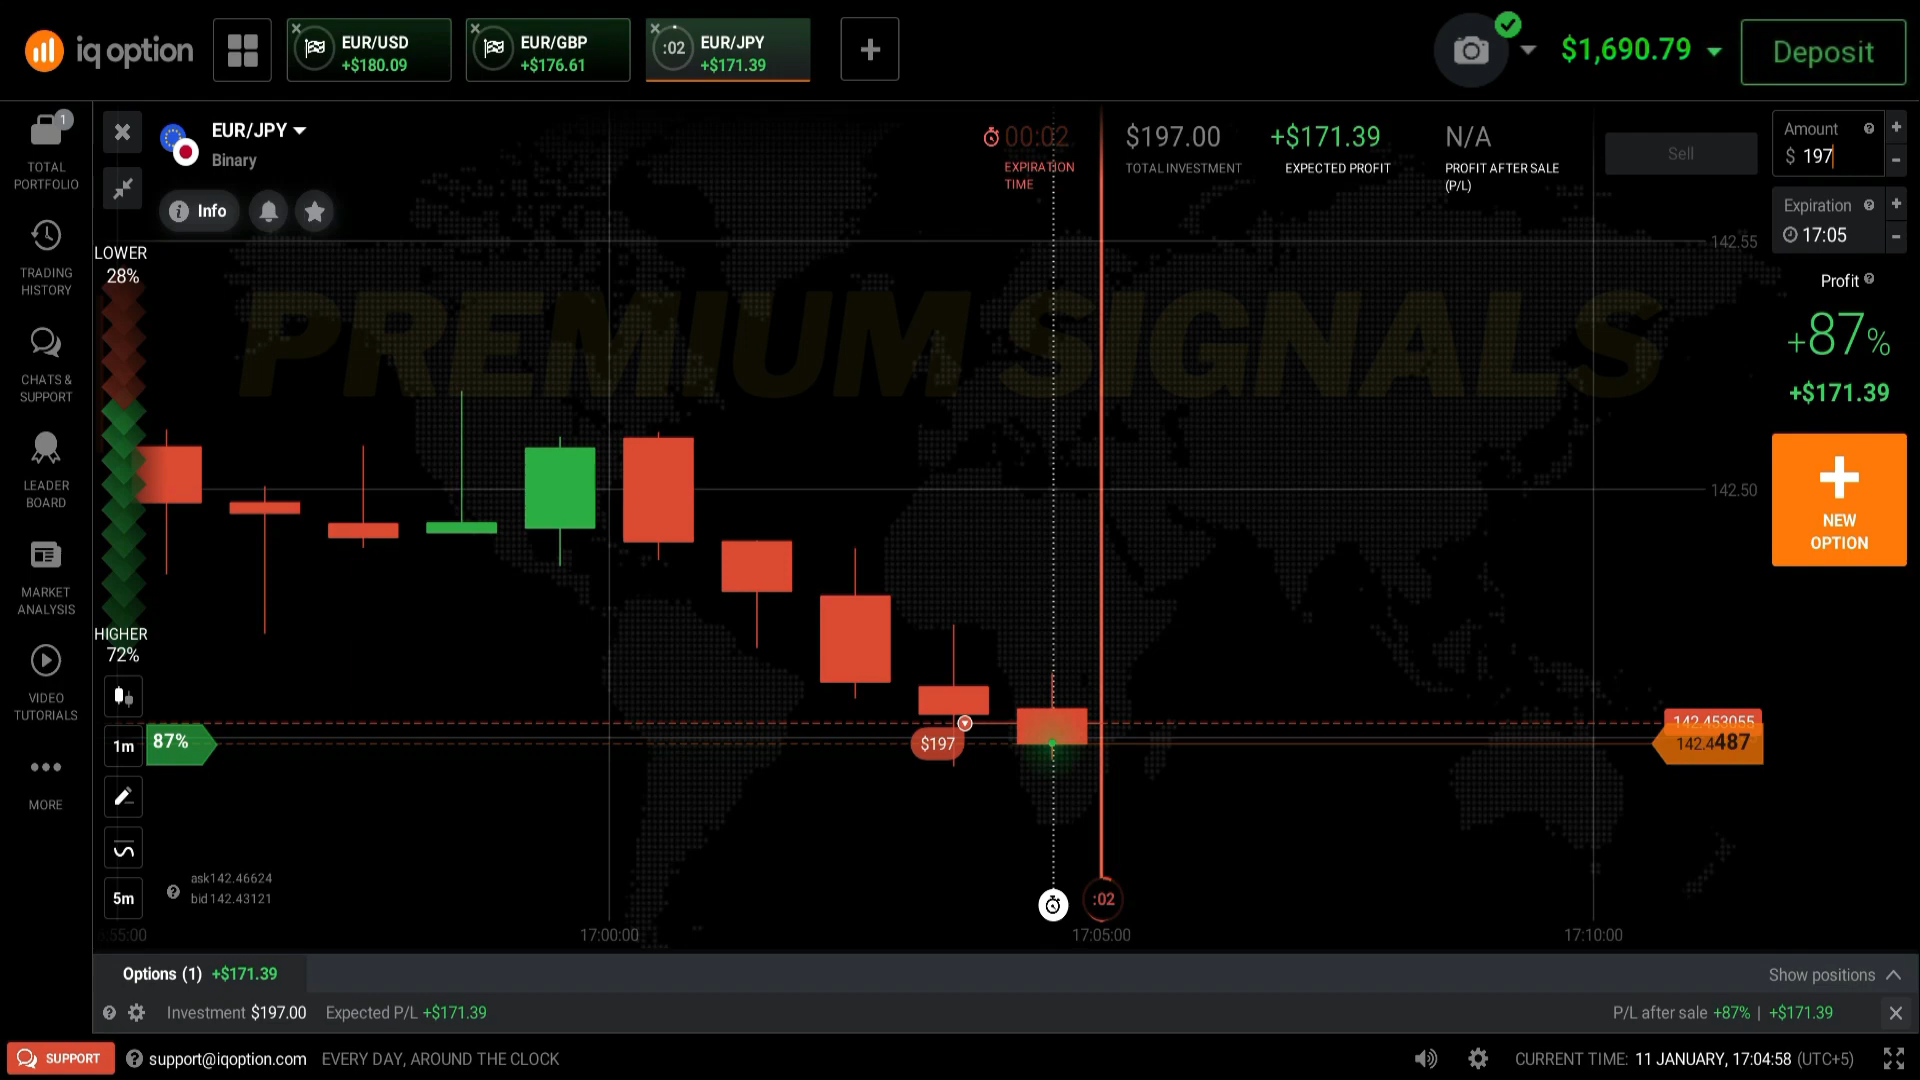 iq option
EUR/USD
+$180.09
EUR/GBP
+$176.61
:02
EUR/JPY
+$171.39
$1,690.79
Deposit
1
TOTAL
PORTFOLIO
TRADING
HISTORY
CHATS &
SUPPORT
LEADER
BOARD
MARKET
ANALYSIS
VIDEO
TUTORIALS
MORE
EUR/JPY
Binary
Info
00:02
EXPIRATION
TIME
$197.00
TOTAL INVESTMENT
+$171.39
EXPECTED PROFIT
N/A
PROFIT AFTER SALE
(P/L)
Sell
Amount
$ 197
Expiration
17:05
Profit
+87%
+$171.39
NEW
OPTION
PREMIUM SIGNALS
LOWER
28%
HIGHER
72%
142.55
142.50
142.453055
142.4487
87%
$197
1m
5m
ask142.46624
bid142.43121
:02
:55:00
17:00:00
17:05:00
17:10:00
Options (1) +$171.39
Show positions
Investment $197.00 Expected P/L +$171.39
P/L after sale +87% | +$171.39
SUPPORT
support@iqoption.com EVERY DAY, AROUND THE CLOCK
CURRENT TIME: 11 JANUARY, 17:04:58 (UTC+5)